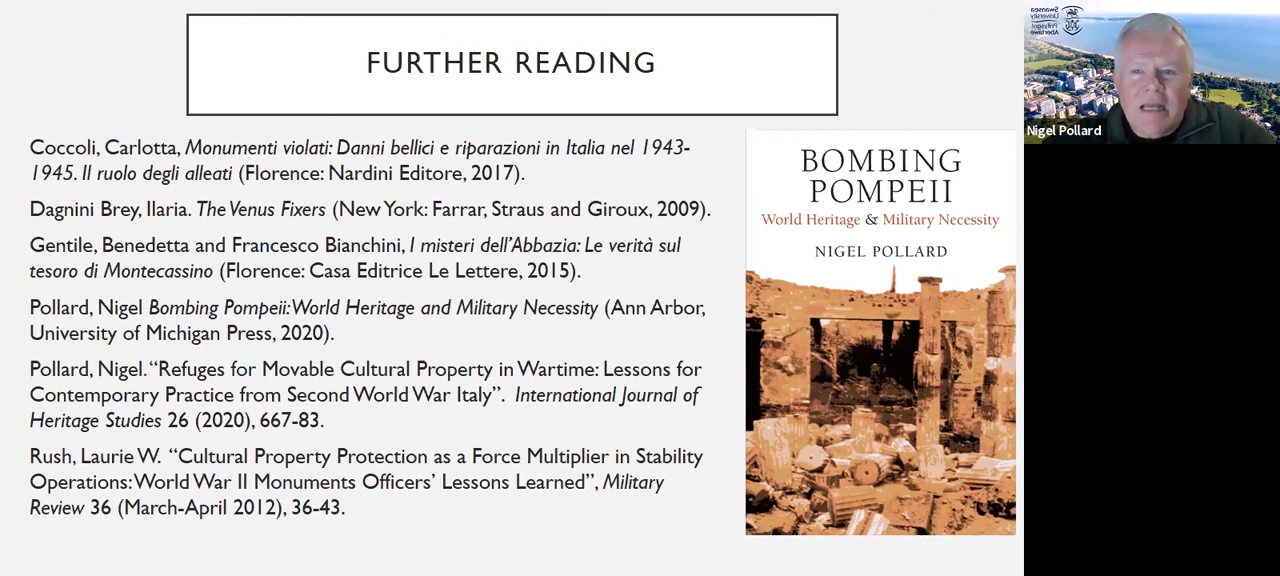 FURTHER READING
Coccoli, Carlotta, Monumenti violati: Danni bellici e riparazioni in Italia nel 1943-
1945. Il ruolo degli alleati (Florence: Nardini Editore, 2017).
Dagnini Brey, Ilaria. The Venus Fixers (New York: Farrar, Straus and Giroux, 2009).
Gentile, Benedetta and Francesco Bianchini, I misteri dell'Abbazia: Le verità sul
tesoro di Montecassino (Florence: Casa Editrice Le Lettere, 2015).
Pollard, Nigel Bombing Pompeii: World Heritage and Military Necessity (Ann Arbor,
University of Michigan Press, 2020).
Pollard, Nigel. “Refuges for Movable Cultural Property in Wartime: Lessons for
Contemporary Practice from Second World War Italy”. International Journal of
Heritage Studies 26 (2020), 667-83.
Rush, Laurie W. “Cultural Property Protection as a Force Multiplier in Stability
Operations: World War II Monuments Officers' Lessons Learned”, Military
Review 36 (March-April 2012), 36-43.
BOMBING
POMPEII
World Heritage & Military Necessity
NIGEL POLLARD
Swansea
University
Prifysgol
Abertawe
Nigel Pollard